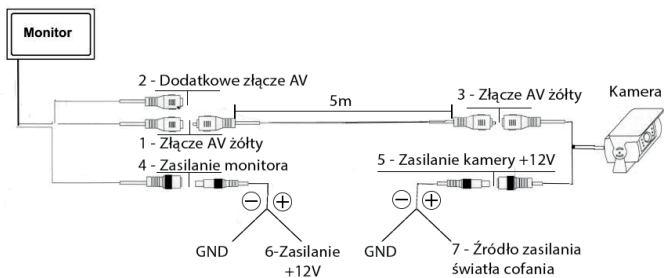 Monitor
2 - Dodatkowe złącze AV
5m
3 - Złącze AV żółty
Kamera
1 - Złącze AV żółty
4 - Zasilanie monitora
5 - Zasilanie kamery +12V
− +
− +
GND
6-Zasilanie
+12V
GND
7 - Źródło zasilania
światła cofania